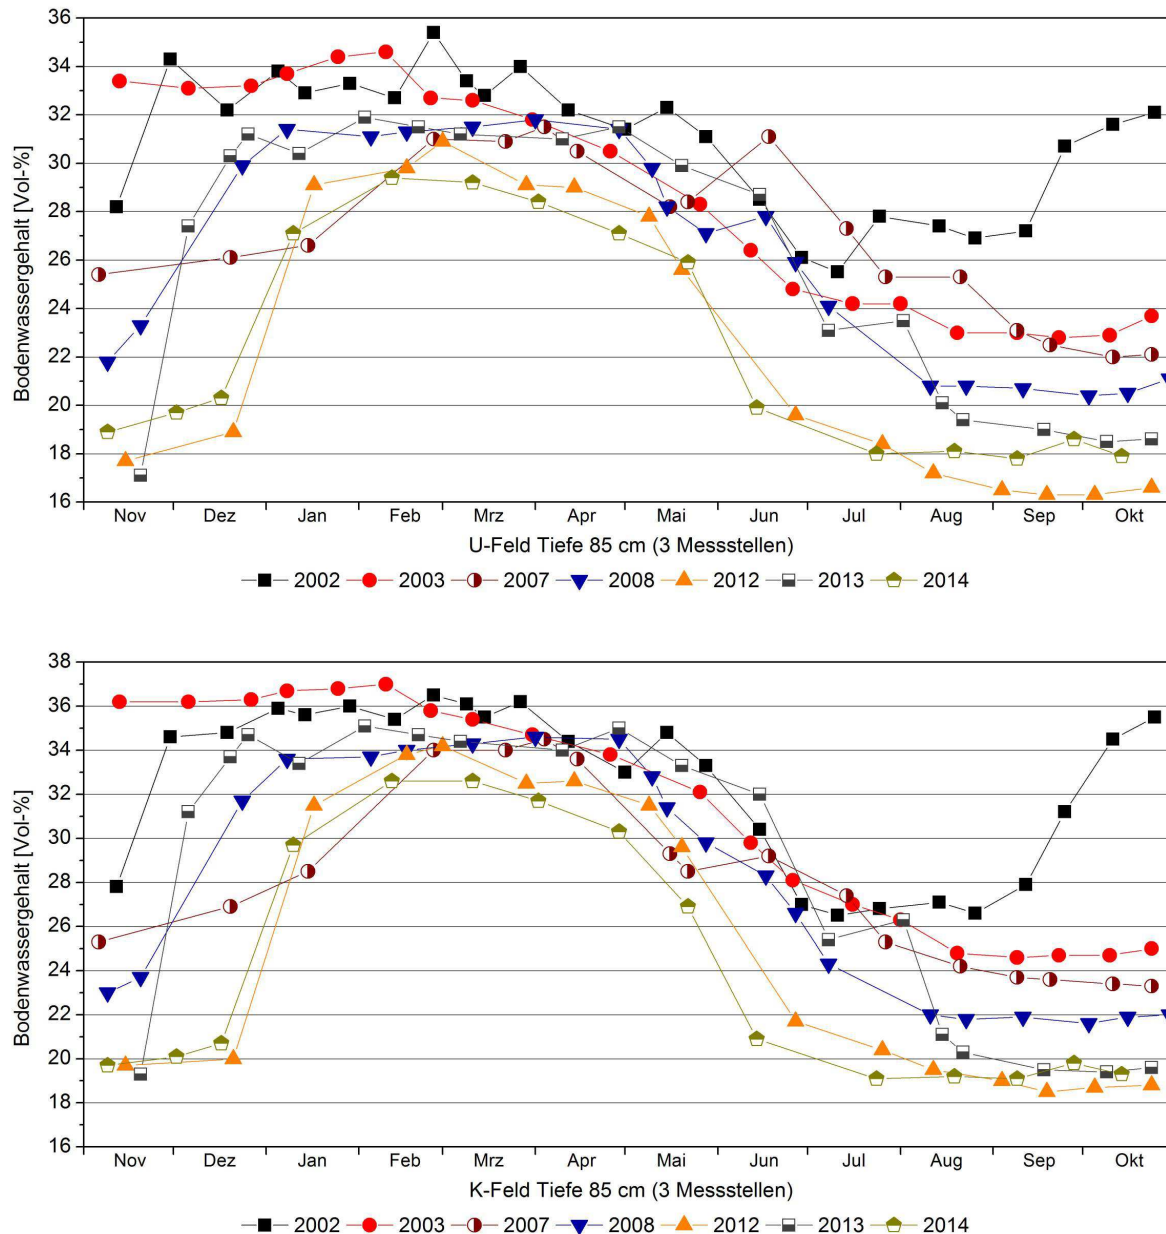 36
34
32
30
28
26
24
22
20
18
16
Bodenwassergehalt [Vol-%]
Nov Dez Jan Feb Mrz Apr Mai Jun Jul Aug Sep Okt
U-Feld Tiefe 85 cm (3 Messstellen)
2002 2003 2007 2008 2012 2013 2014
38
36
34
32
30
28
26
24
22
20
18
16
Bodenwassergehalt [Vol-%]
Nov Dez Jan Feb Mrz Apr Mai Jun Jul Aug Sep Okt
K-Feld Tiefe 85 cm (3 Messstellen)
2002 2003 2007 2008 2012 2013 2014